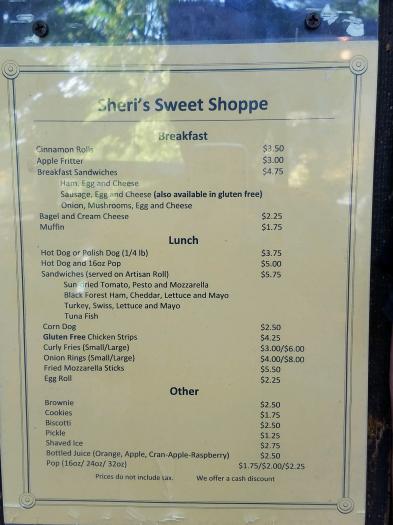 Sheri's Sweet Shoppe
Breakfast
Cinnamon Rolls $3.50
Apple Fritter $3.00
Breakfast Sandwiches $4.75
Ham, Egg and Cheese
Sausage, Egg and Cheese (also available in gluten free)
Onion, Mushrooms, Egg and Cheese
Bagel and Cream Cheese $2.25
Muffin $1.75
Lunch
Hot Dog or Polish Dog (1/4 lb) $3.75
Hot Dog and 16oz Pop $5.00
Sandwiches (served on Artisan Roll) $5.75
Sun dried Tomato, Pesto and Mozzarella
Black Forest Ham, Cheddar, Lettuce and Mayo
Turkey, Swiss, Lettuce and Mayo
Tuna Fish
Corn Dog $2.50
Gluten Free Chicken Strips $4.25
Curly Fries (Small/Large) $3.00/$6.00
Onion Rings (Small/Large) $4.00/$8.00
Fried Mozzarella Sticks $5.50
Egg Roll $2.25
Other
Brownie $2.50
Cookies $1.75
Biscotti $2.50
Pickle $1.25
Shaved Ice $2.75
Bottled Juice (Orange, Apple, Cran-Apple-Raspberry) $2.50
Pop (16oz/ 24oz/ 32oz) $1.75/$2.00/$2.25
Prices do not include tax. We offer a cash discount